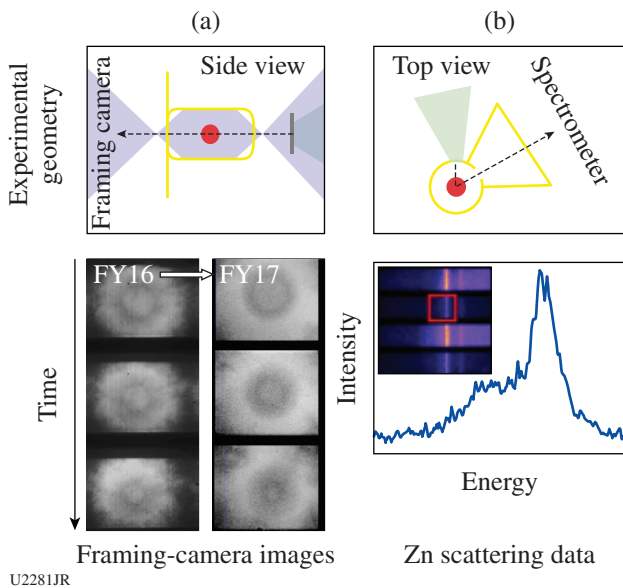 (a)
(b)
Experimental
geometry
Framing camera
Side view
Top view
Spectrometer
Time
FY16
FY17
Intensity
Energy
Framing-camera images
Zn scattering data
U2281JR